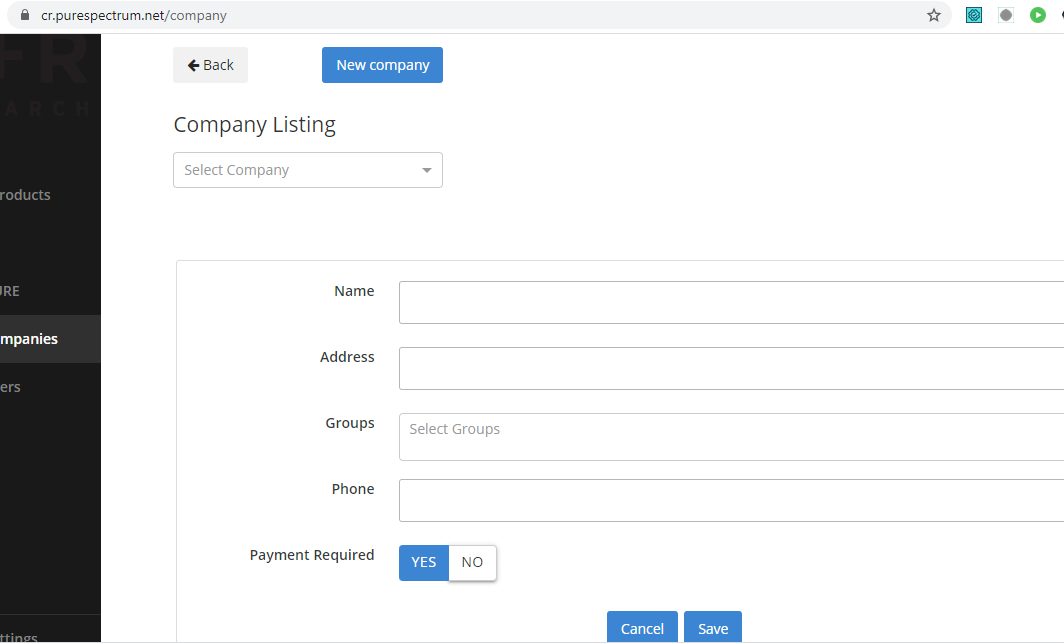 cr.purespectrum.net/company
FR
ARCH
Back
New company
Company Listing
Select Company
roducts
URE
mpanies
ers
ttings
Name
Address
Groups
Select Groups
Phone
Payment Required
YES NO
Cancel Save